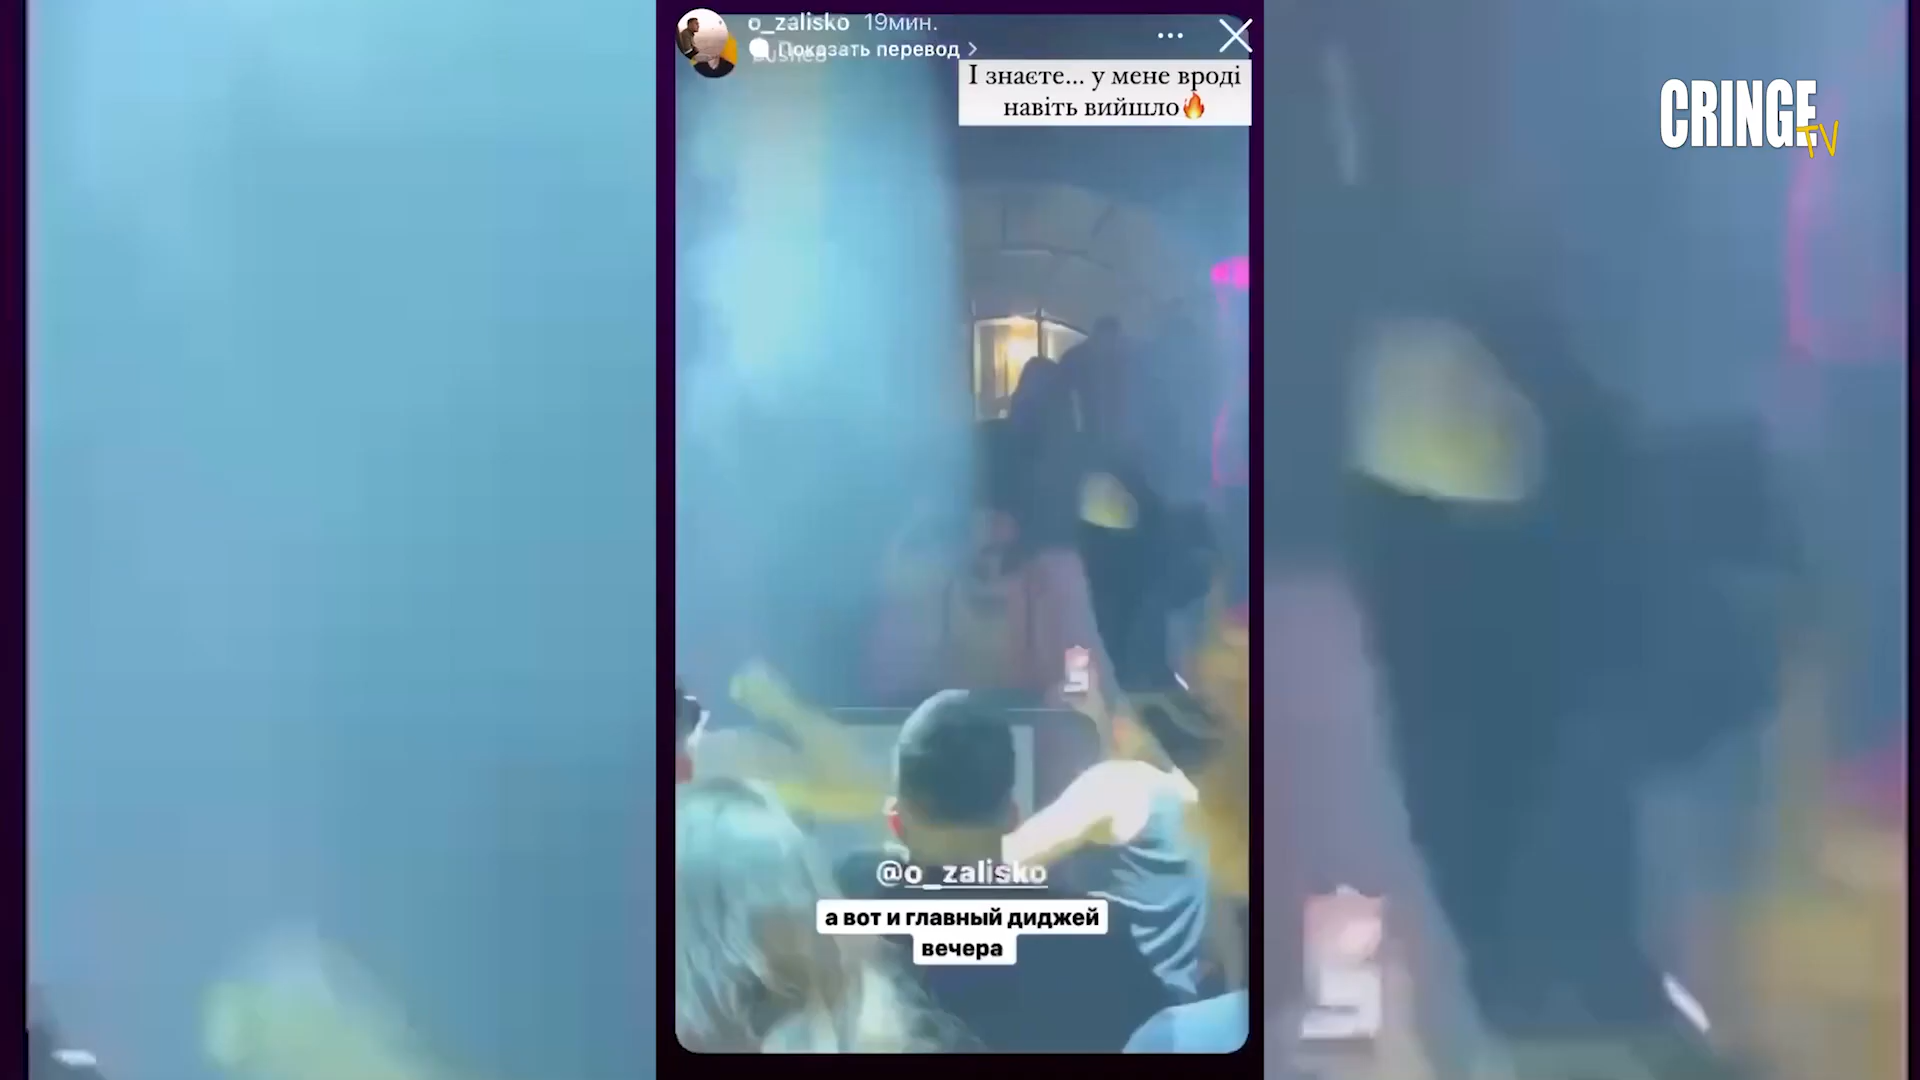 o_zalisko 19мин.
Показать перевод
І знаєте... у мене вроді
навіть вийшло🔥
CRINGE
TV
@o_zalisko
а вот и главный диджей
вечера